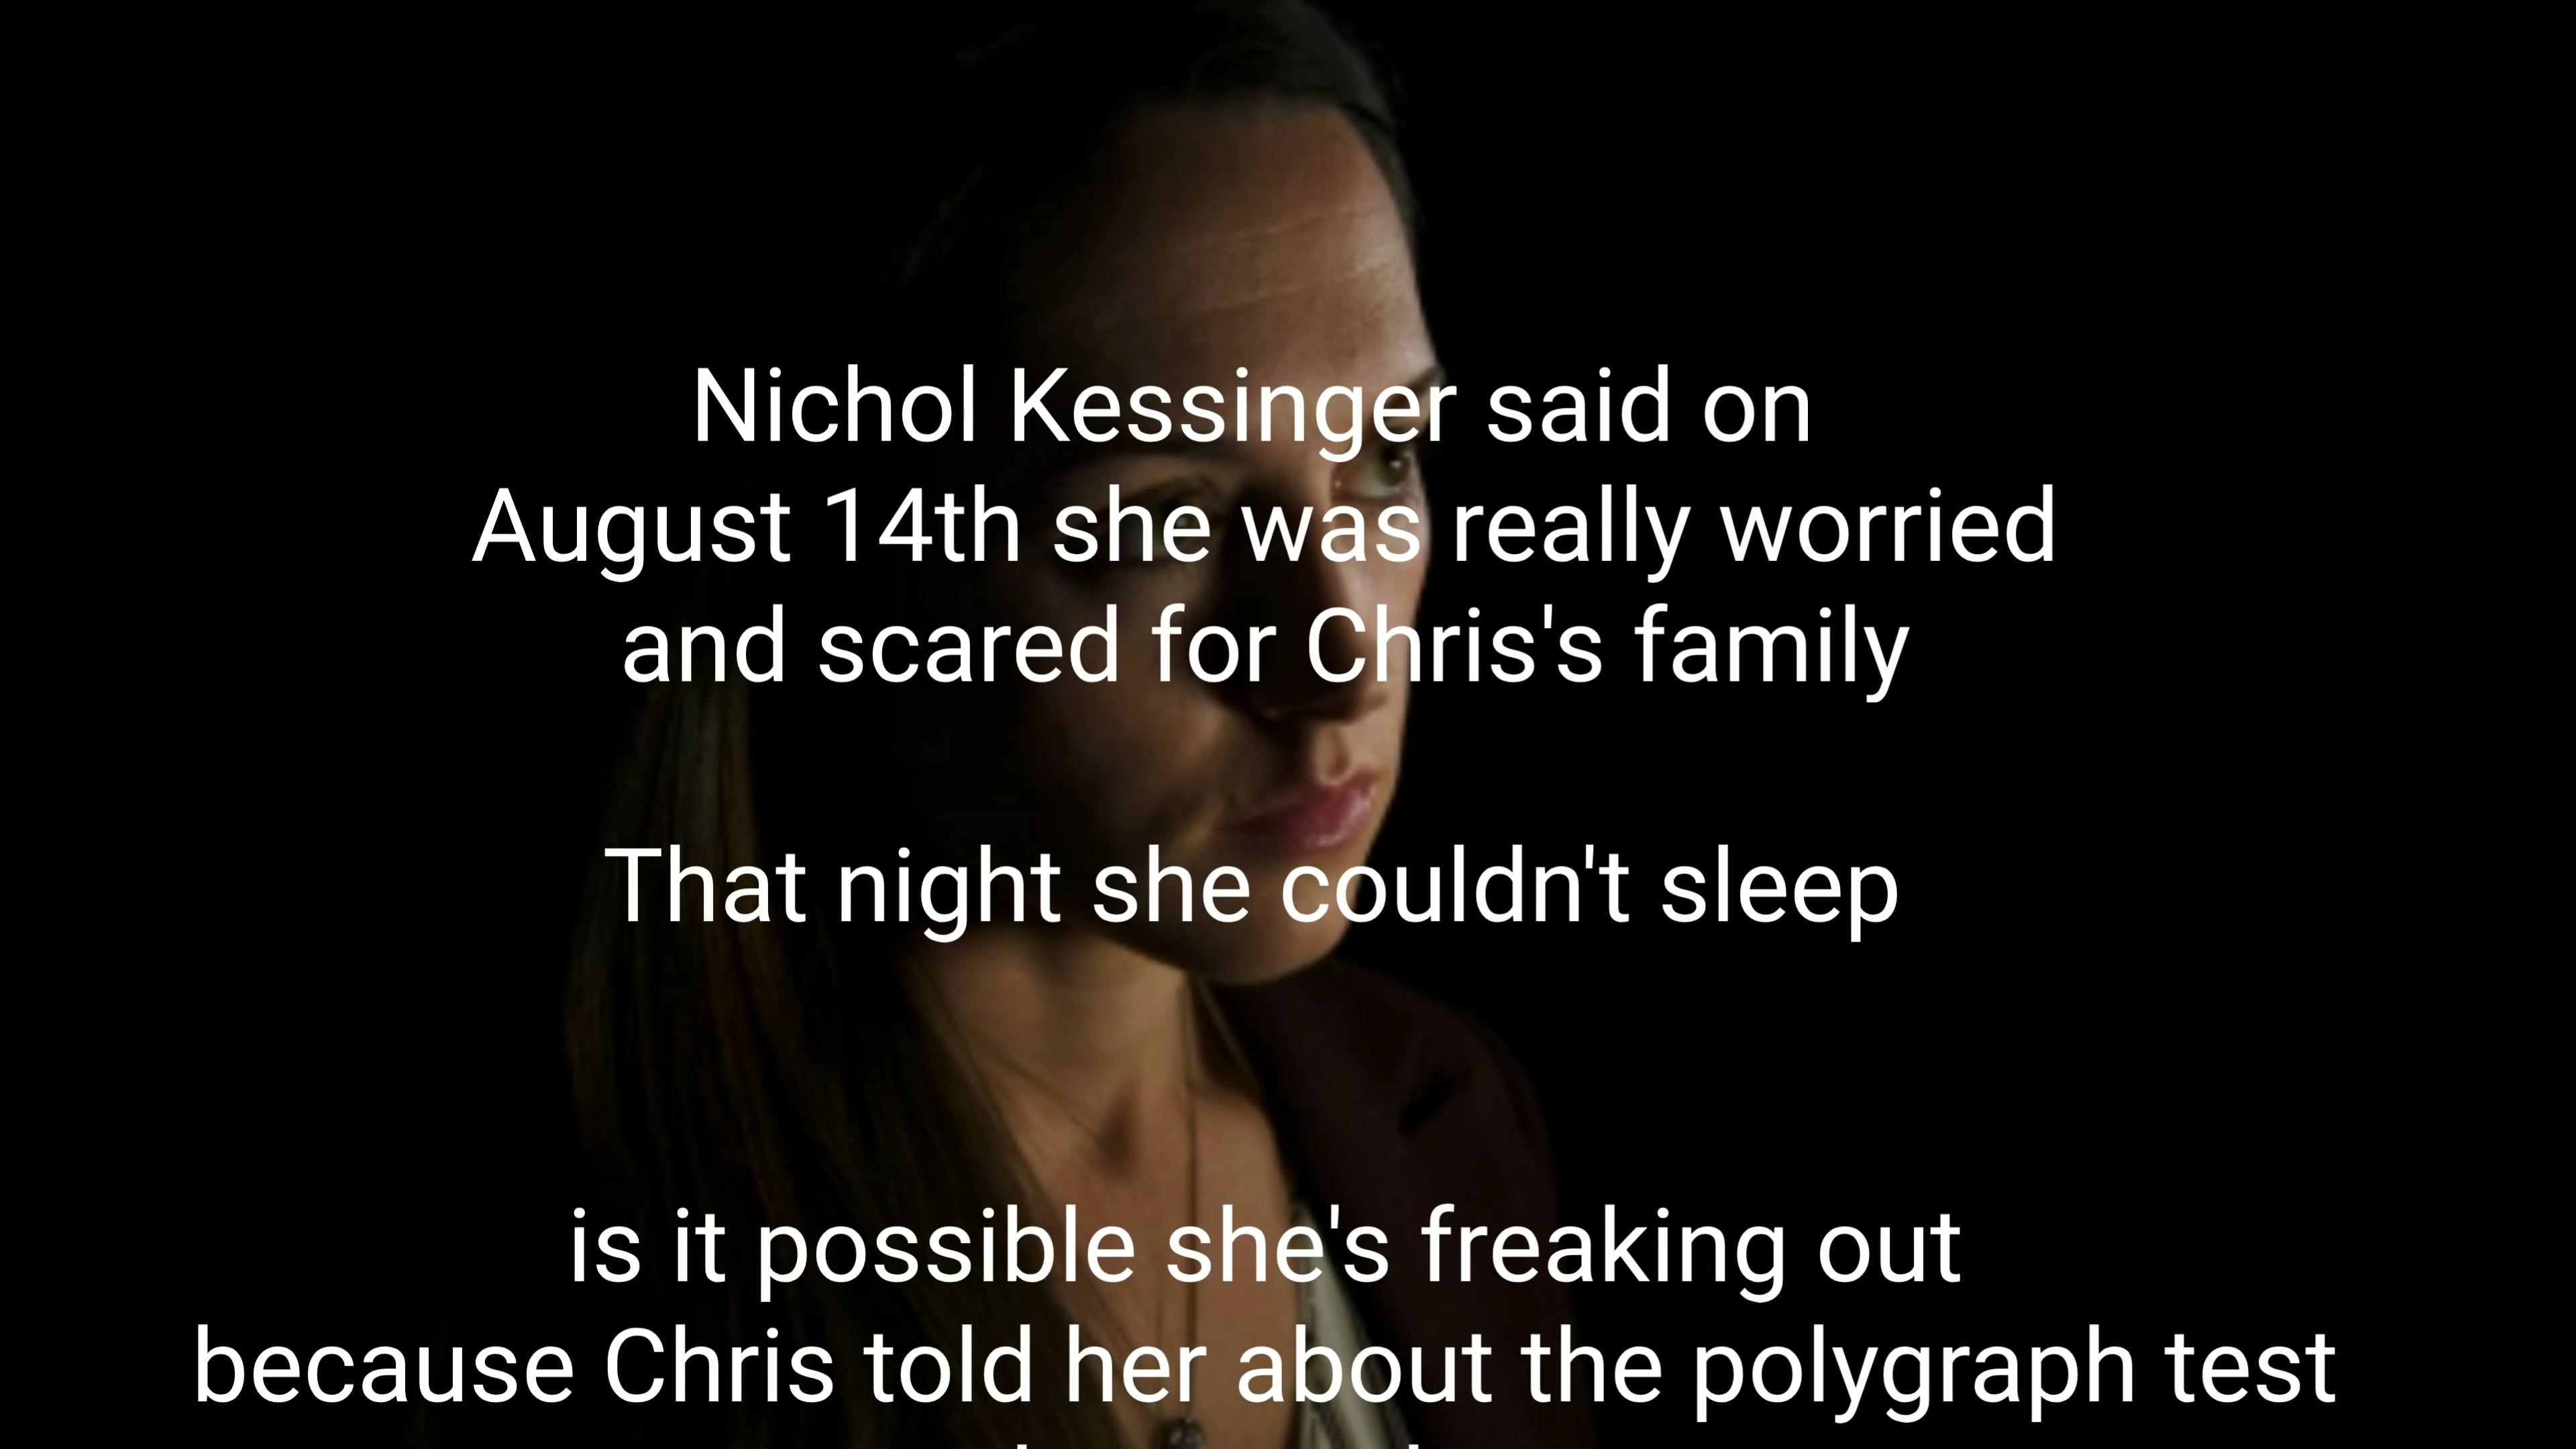 Nichol Kessinger said on
August 14th she was really worried
and scared for Chris's family
That night she couldn't sleep
is it possible she's freaking out
because Chris told her about the polygraph test